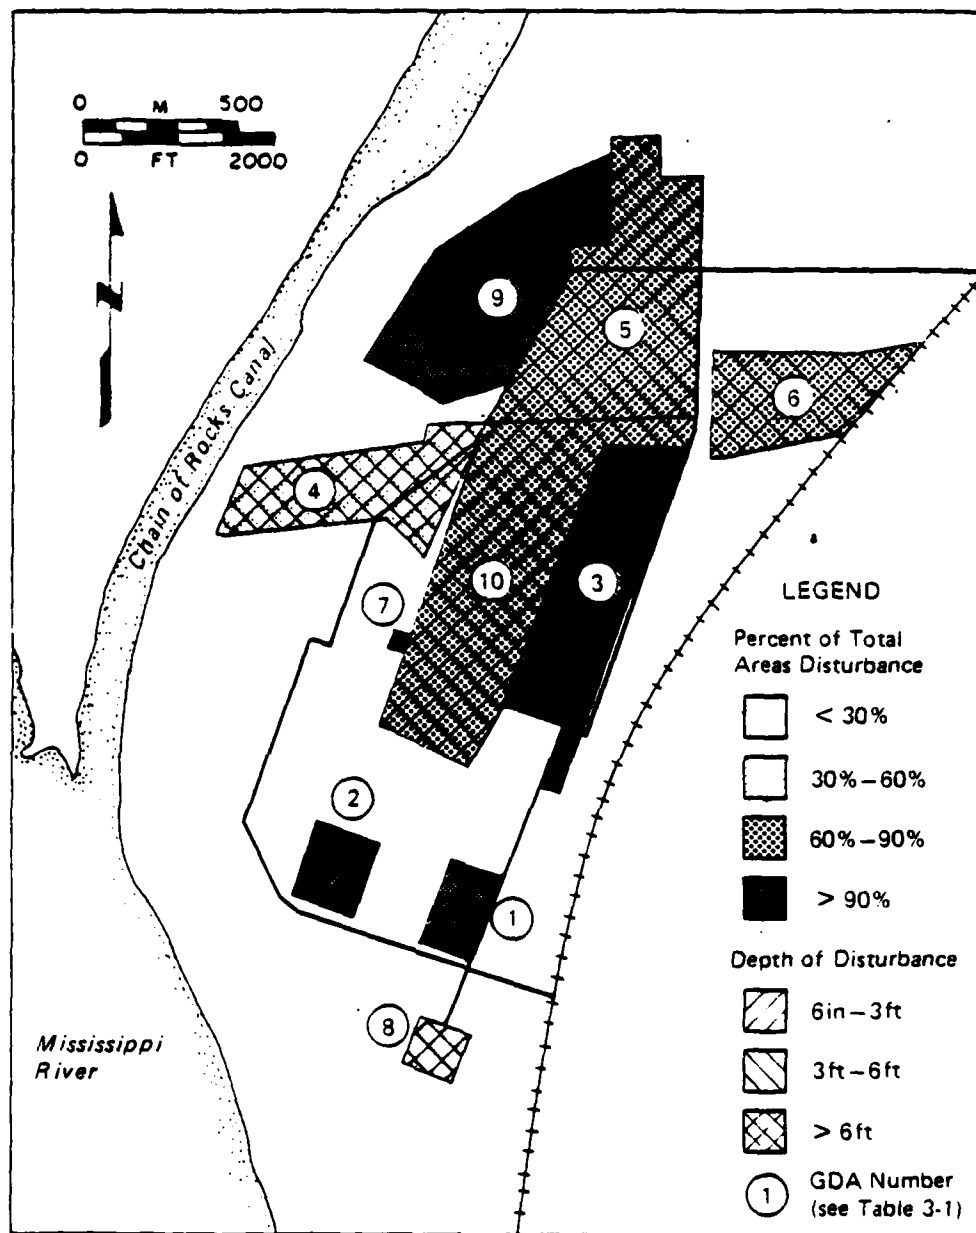 0 M 500
0 FT 2000
N
Chain of Rocks Canal
9
5
6
4
10
3
7
2
1
8
Mississippi
River
LEGEND
Percent of Total
Areas Disturbance
< 30%
30%–60%
60%–90%
> 90%
Depth of Disturbance
6in–3ft
3ft–6ft
> 6ft
1 GDA Number
(see Table 3-1)